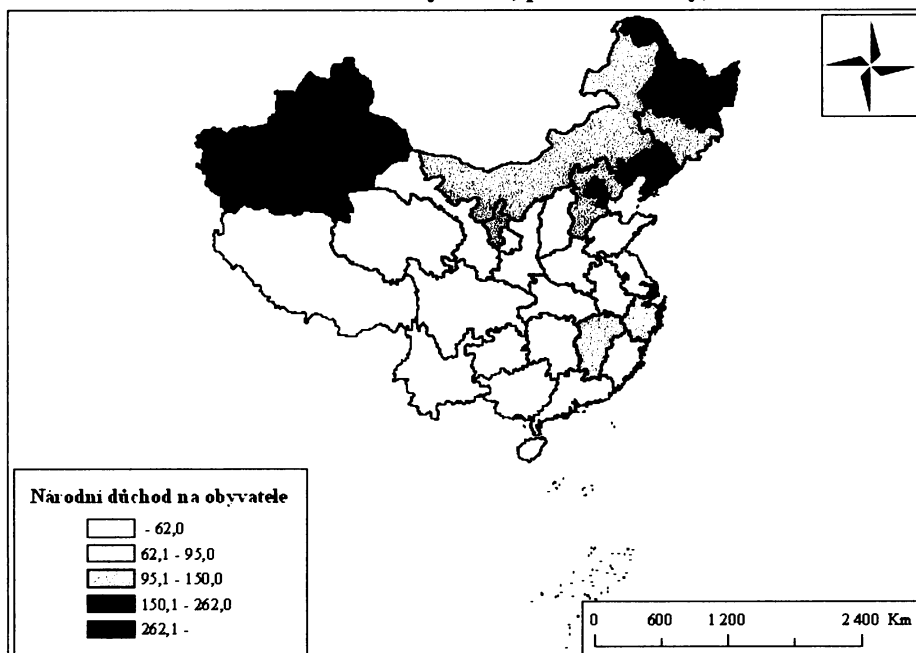 Národní důchod na obyvatele
- 62,0
62,1 - 95,0
95,1 - 150,0
150,1 - 262,0
262,1 -
0 600 1 200 2 400 Km